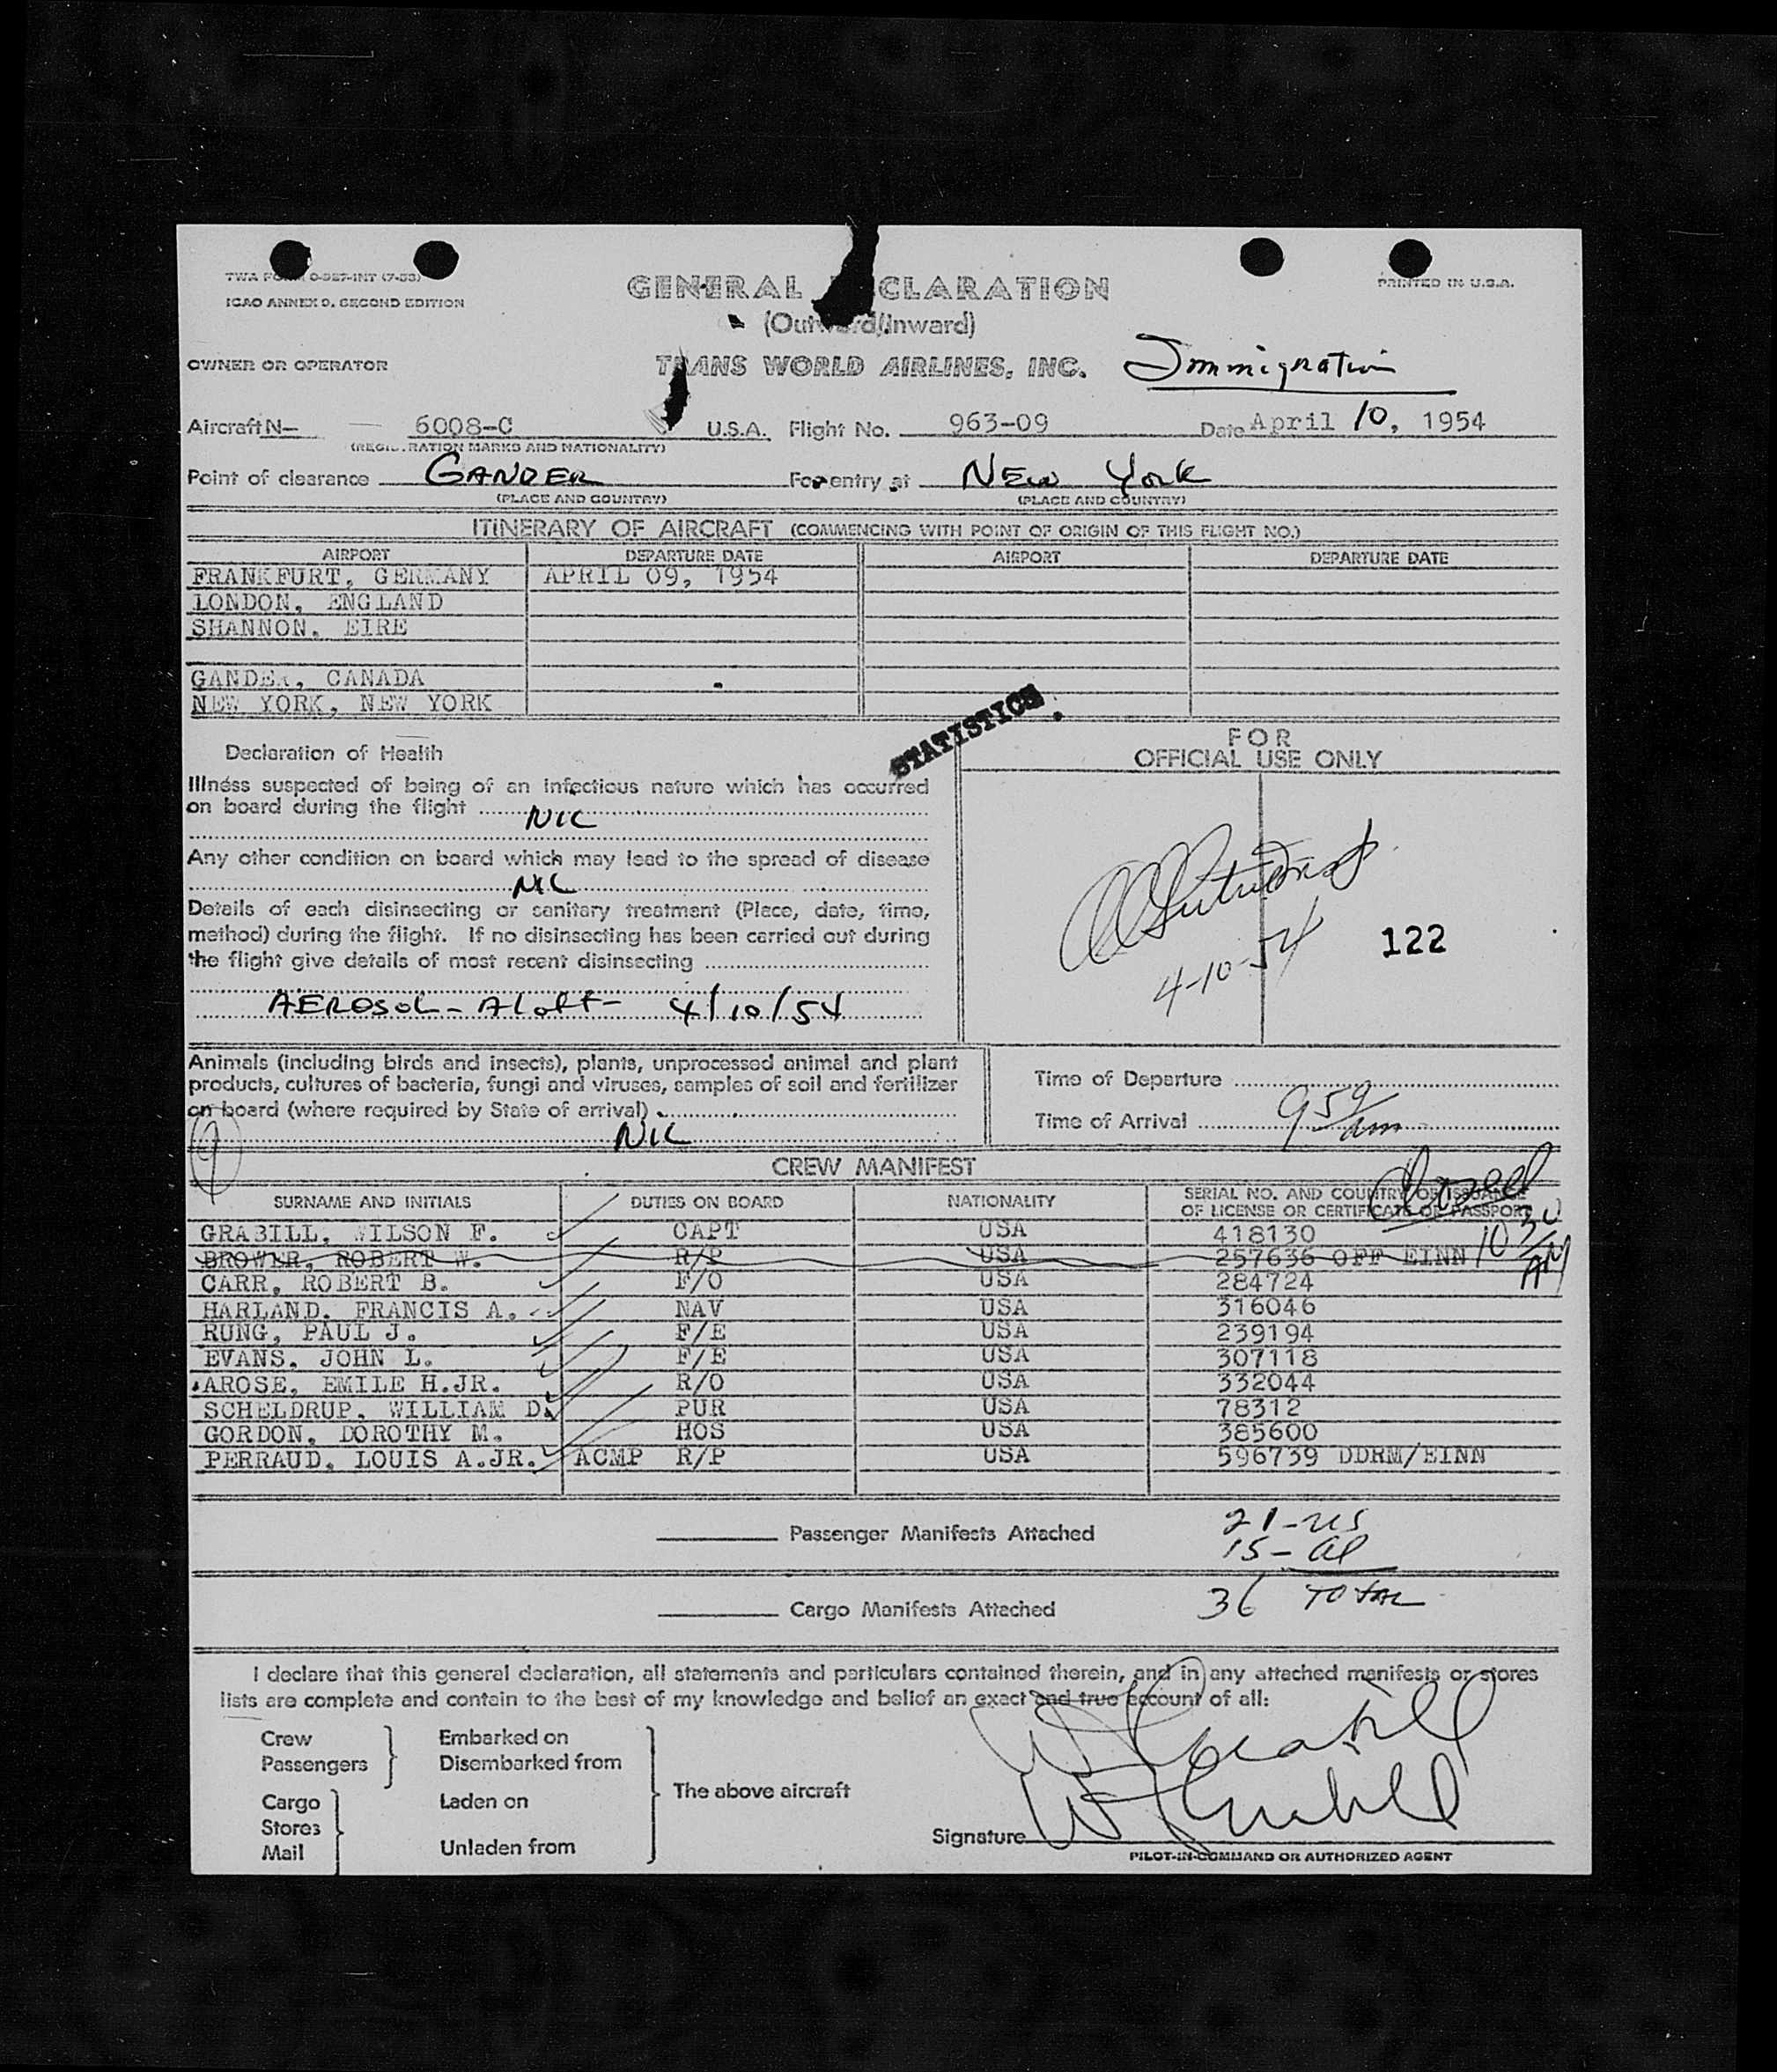 TWA FORM O-927-INT (7-53)
ICAO ANNEX 9, SECOND EDITION
PRINTED IN U.S.A.
GENERAL CLARATION
(Outward/Inward)
OWNER OR OPERATOR TRANS WORLD AIRLINES, INC. Immigration
Aircraft N- 6008-C U.S.A. Flight No. 963-09 Date April 10, 1954
(REGISTRATION MARKS AND NATIONALITY)
Point of clearance GANDER For entry at NEW York
(PLACE AND COUNTRY) (PLACE AND COUNTRY)
ITINERARY OF AIRCRAFT (COMMENCING WITH POINT OF ORIGIN OF THIS FLIGHT NO.)
AIRPORT DEPARTURE DATE AIRPORT DEPARTURE DATE
FRANKFURT, GERMANY APRIL 09, 1954
LONDON, ENGLAND
SHANNON, EIRE
GANDER, CANADA
NEW YORK, NEW YORK
STATISTICS
Declaration of Health
FOR
OFFICIAL USE ONLY
Illness suspected of being of an infectious nature which has occurred
on board during the flight
NIL
Any other condition on board which may lead to the spread of disease
NIL
Details of each disinsecting or sanitary treatment (Place, date, time,
method) during the flight. If no disinsecting has been carried out during
the flight give details of most recent disinsecting
AEROSOL - Aloft - 4/10/54
4-10-54
122
Animals (including birds and insects), plants, unprocessed animal and plant
products, cultures of bacteria, fungi and viruses, samples of soil and fertilizer
on board (where required by State of arrival)
NIL
Time of Departure
Time of Arrival 9 59 am
9
CREW MANIFEST
Closed
10 30 AM
SURNAME AND INITIALS DUTIES ON BOARD NATIONALITY SERIAL NO. AND COUNTRY OF ISSUANCE
OF LICENSE OR CERTIFICATE OR PASSPORT
GRABILL, WILSON F. CAPT USA 418130
BROWER, ROBERT W. R/P USA 257636 OFF EINN
CARR, ROBERT B. F/O USA 284724
HARLAND, FRANCIS A. NAV USA 316046
RUNG, PAUL J. F/E USA 239194
EVANS, JOHN L. F/E USA 307118
AROSE, EMILE H.JR. R/O USA 332044
SCHELDRUP, WILLIAM D. PUR USA 78312
GORDON, DOROTHY M. HOS USA 385600
PERRAUD, LOUIS A.JR. ACMP R/P USA 596739 DDRM/EINN
Passenger Manifests Attached
21-US
15-al
36 TOTAL
Cargo Manifests Attached
I declare that this general declaration, all statements and particulars contained therein, and in any attached manifests or stores
lists are complete and contain to the best of my knowledge and belief an exact and true account of all:
Crew
Passengers
Embarked on
Disembarked from
Cargo
Stores
Mail
Laden on
Unladen from
The above aircraft
W F Grabill
W F Grabill
Signature
PILOT-IN-COMMAND OR AUTHORIZED AGENT